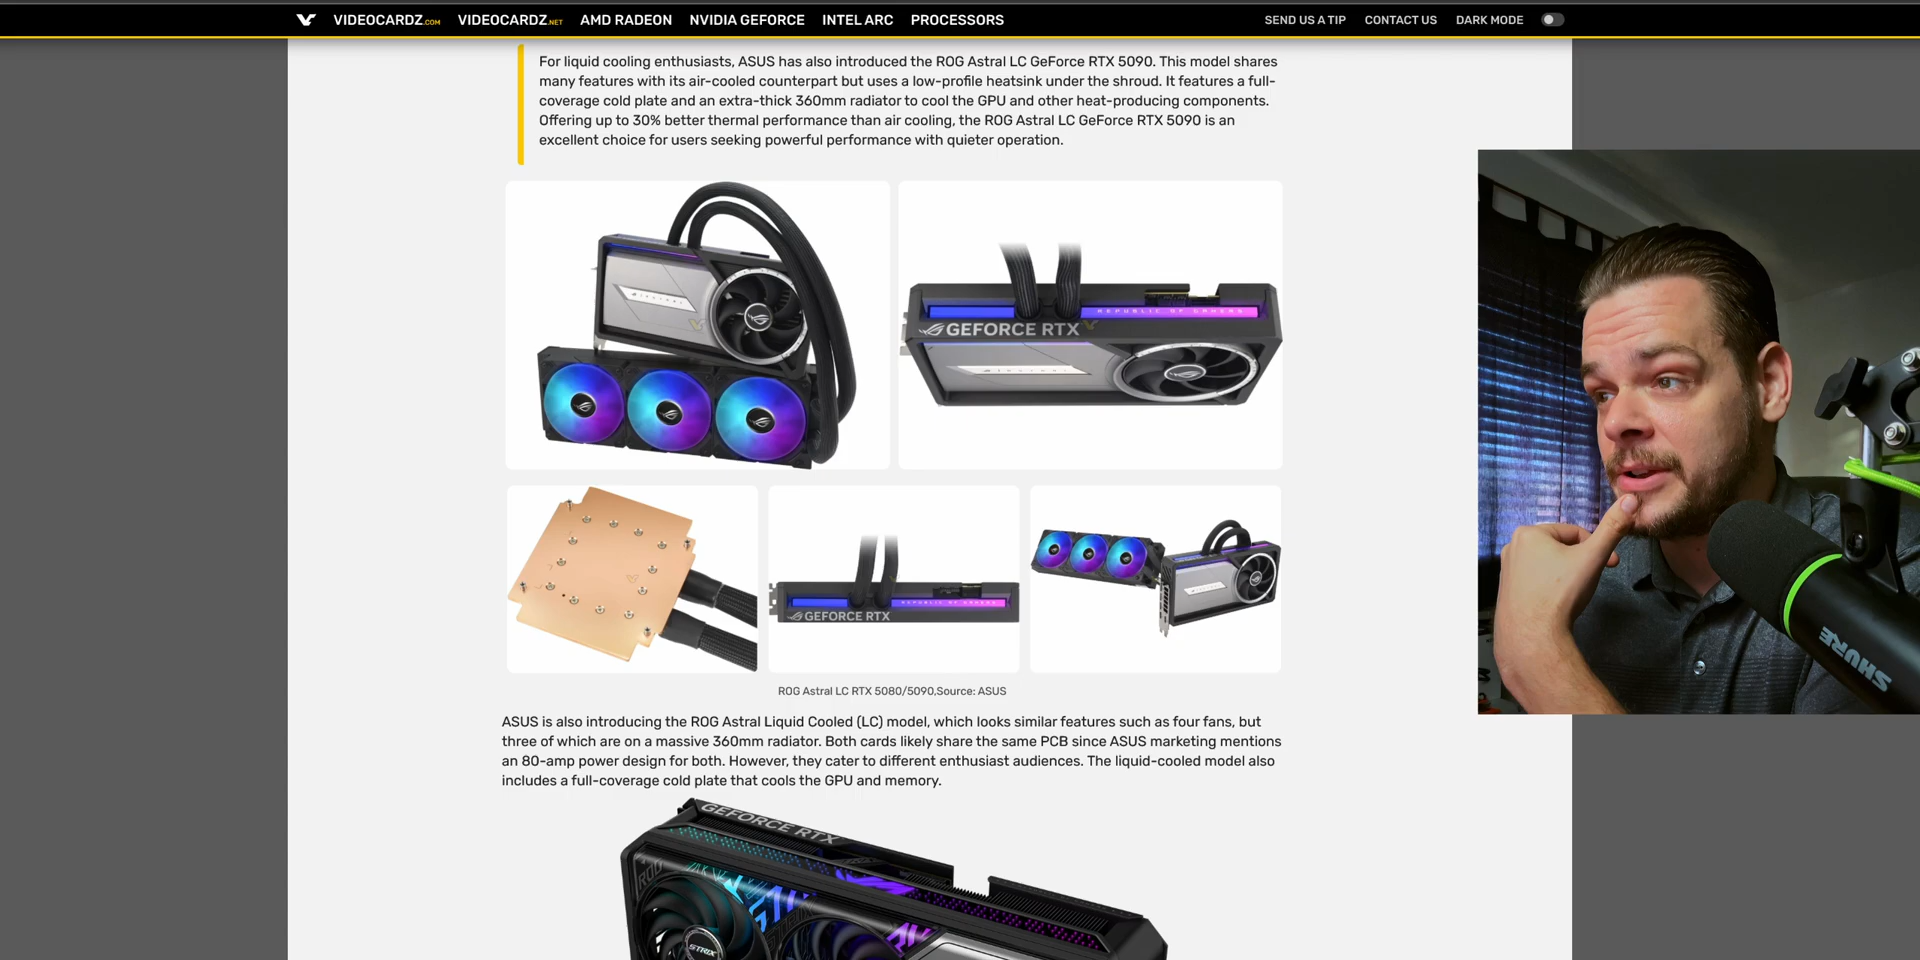 VIDEOCARDZ.COM VIDEOCARDZ.NET AMD RADEON NVIDIA GEFORCE INTEL ARC PROCESSORS SEND US A TIP CONTACT US DARK MODE
For liquid cooling enthusiasts, ASUS has also introduced the ROG Astral LC GeForce RTX 5090. This model shares
many features with its air-cooled counterpart but uses a low-profile heatsink under the shroud. It features a full-
coverage cold plate and an extra-thick 360mm radiator to cool the GPU and other heat-producing components.
Offering up to 30% better thermal performance than air cooling, the ROG Astral LC GeForce RTX 5090 is an
excellent choice for users seeking powerful performance with quieter operation.
REPUBLIC OF GAMERS
GEFORCE RTX
REPUBLIC OF GAMERS
GEFORCE RTX
SHURE
ROG Astral LC RTX 5080/5090,Source: ASUS
ASUS is also introducing the ROG Astral Liquid Cooled (LC) model, which looks similar features such as four fans, but
three of which are on a massive 360mm radiator. Both cards likely share the same PCB since ASUS marketing mentions
an 80-amp power design for both. However, they cater to different enthusiast audiences. The liquid-cooled model also
includes a full-coverage cold plate that cools the GPU and memory.
GEFORCE RTX
ROG
STRIX